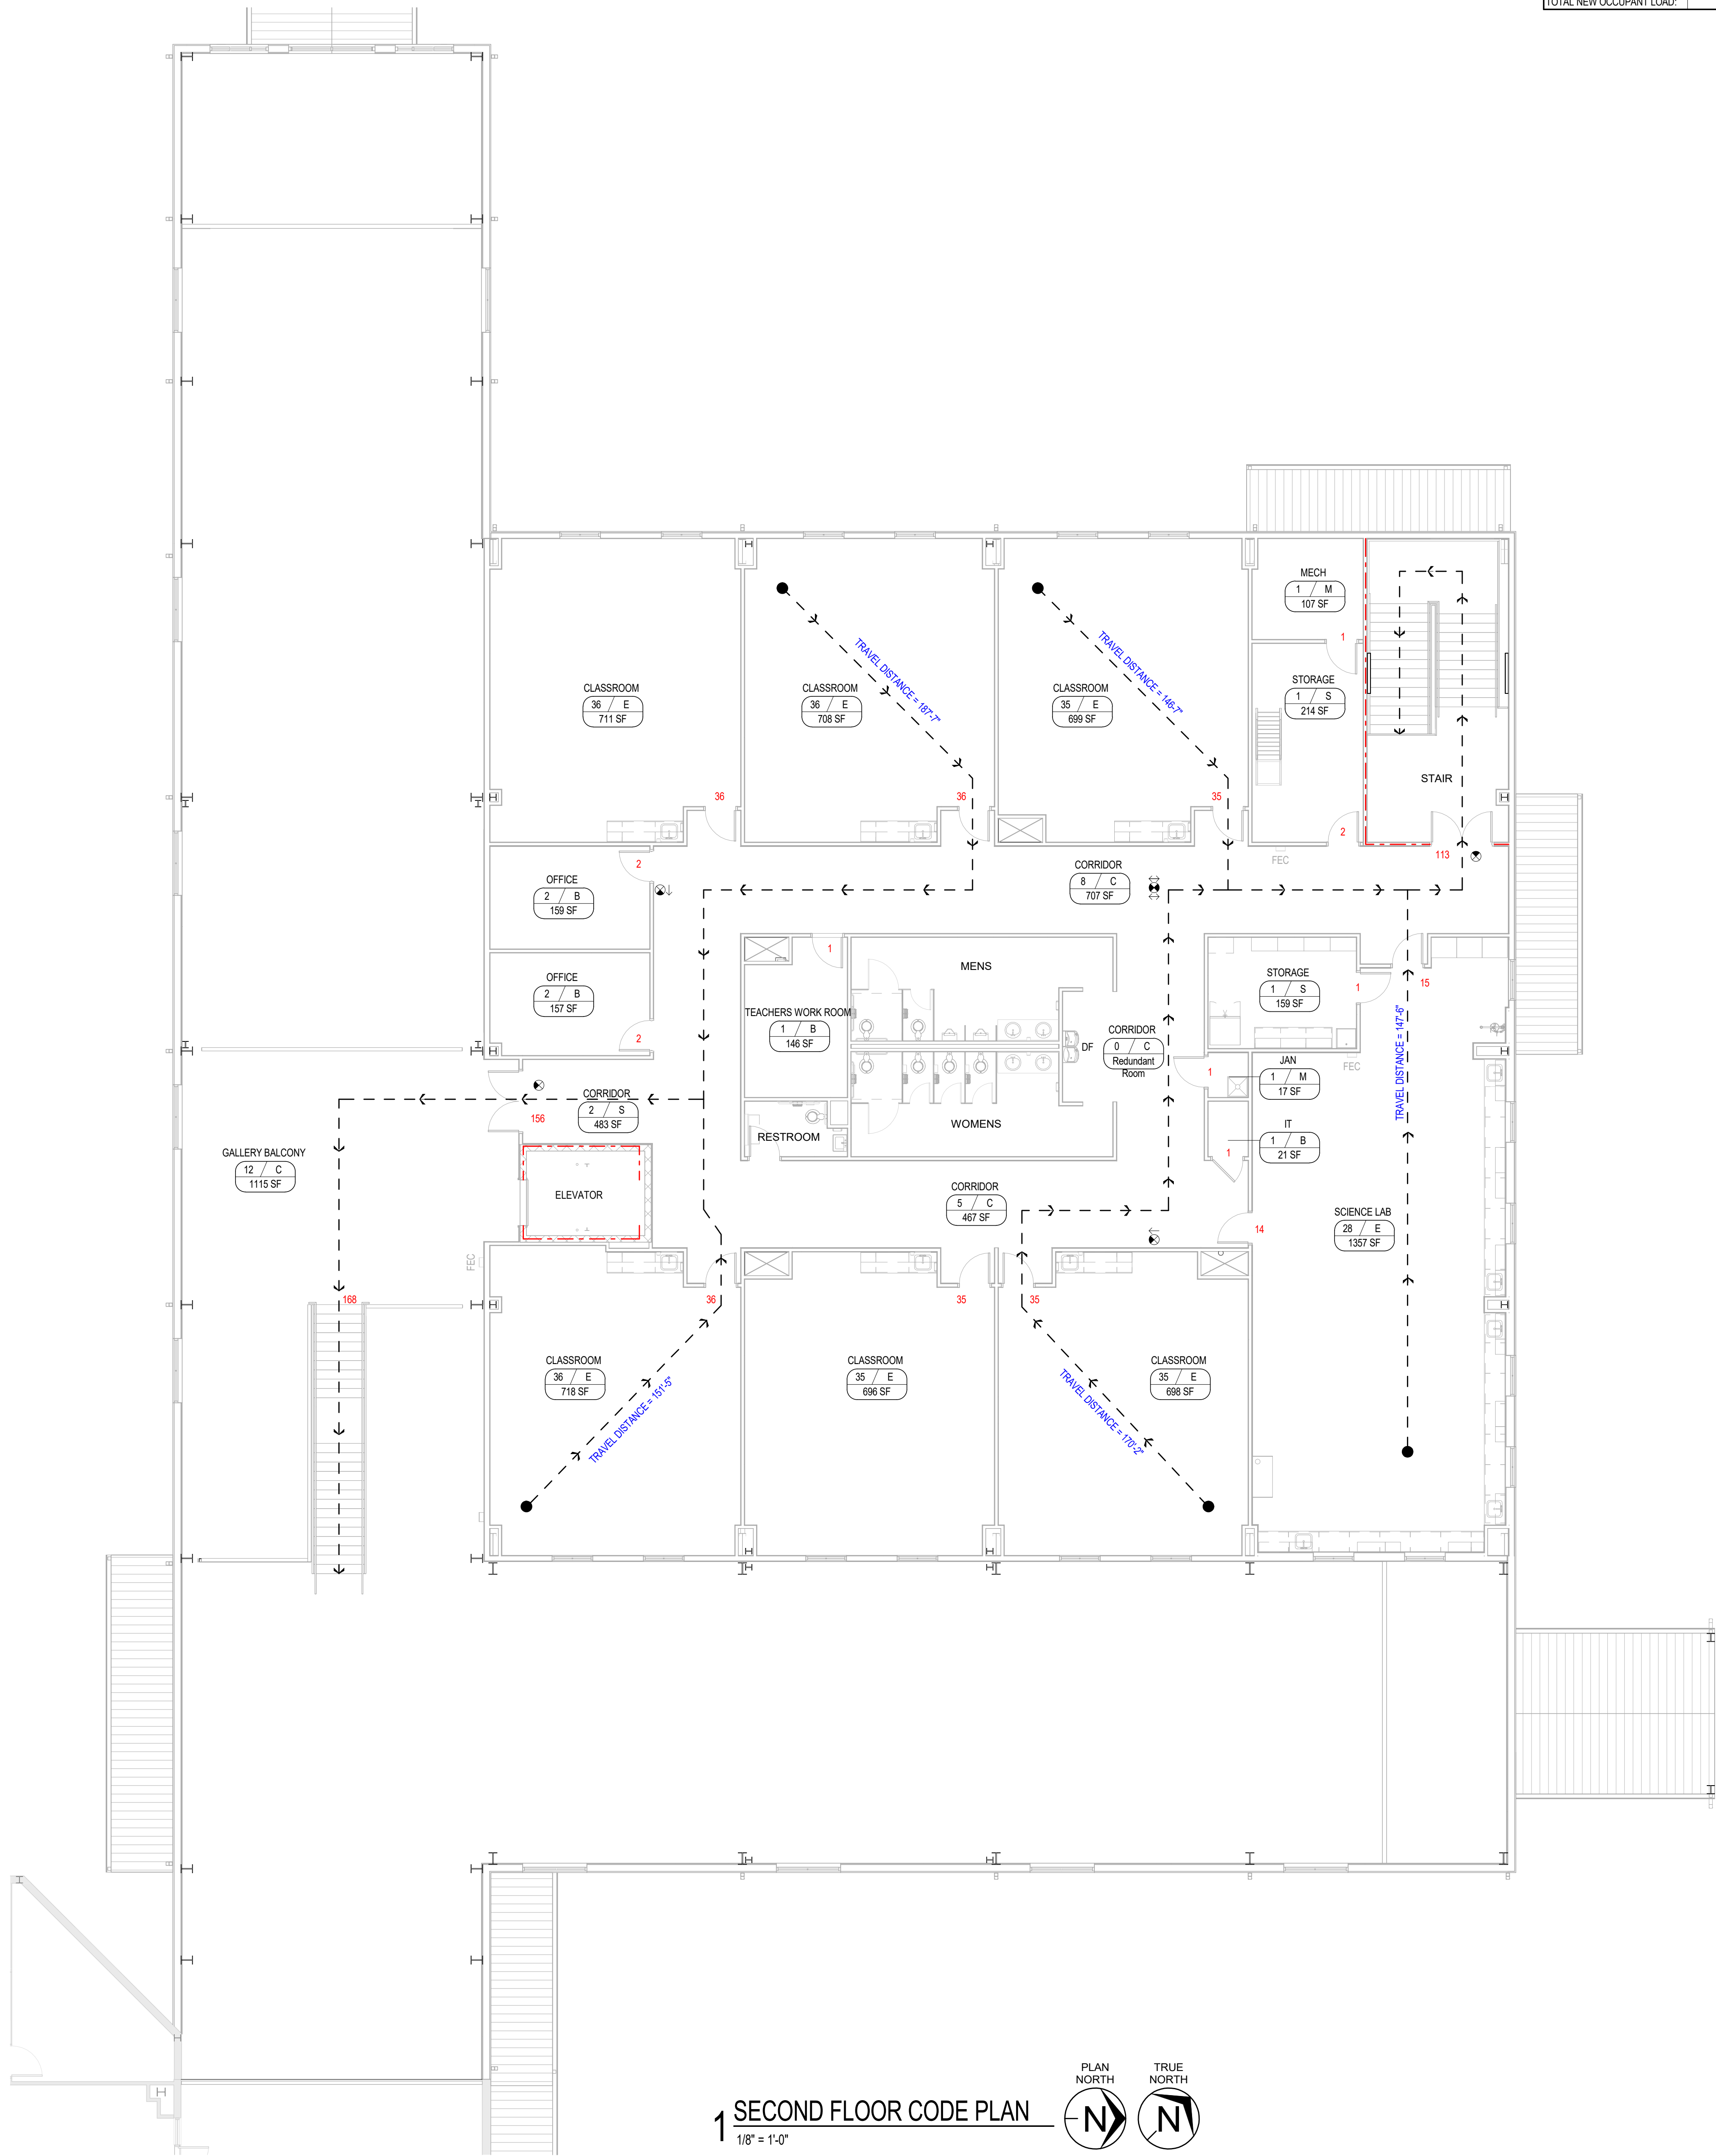 TOTAL NEW OCCUPANT LOAD:
MECH
1 / M
107 SF
1
CLASSROOM
36 / E
711 SF
36
CLASSROOM
36 / E
708 SF
TRAVEL DISTANCE = 187'-7"
36
CLASSROOM
35 / E
699 SF
TRAVEL DISTANCE = 146'-7"
35
STORAGE
1 / S
214 SF
2
STAIR
113
FEC
OFFICE
2 / B
159 SF
2
CORRIDOR
8 / C
707 SF
OFFICE
2 / B
157 SF
2
TEACHERS WORK ROOM
1 / B
146 SF
1
MENS
STORAGE
1 / S
159 SF
1
15
TRAVEL DISTANCE = 147'-6"
DF
CORRIDOR
0 / C
Redundant
Room
FEC
JAN
1 / M
17 SF
1
CORRIDOR
2 / S
483 SF
156
RESTROOM
WOMENS
IT
1 / B
21 SF
1
GALLERY BALCONY
12 / C
1115 SF
ELEVATOR
CORRIDOR
5 / C
467 SF
14
SCIENCE LAB
28 / E
1357 SF
FEC
168
36
35
35
CLASSROOM
36 / E
718 SF
TRAVEL DISTANCE = 151'-5"
CLASSROOM
35 / E
696 SF
CLASSROOM
35 / E
698 SF
TRAVEL DISTANCE = 170'-2"
PLAN
NORTH
N
TRUE
NORTH
N
1 SECOND FLOOR CODE PLAN
1/8" = 1'-0"